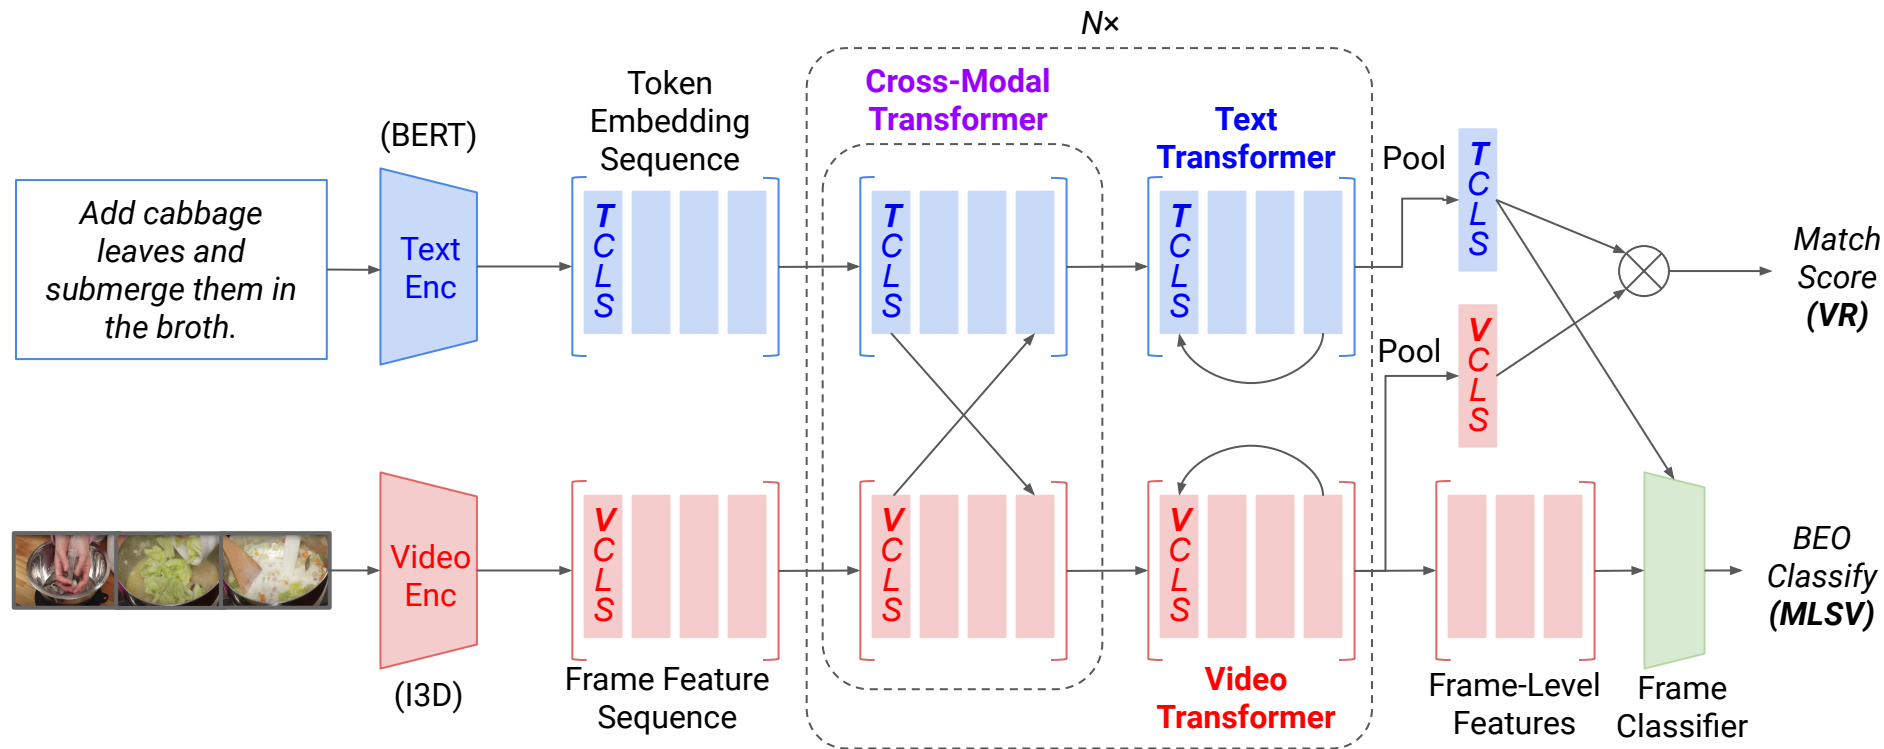 N×
Cross-Modal
Transformer
Token
Embedding
Sequence
(BERT)
Text
Transformer
Pool
Add cabbage
leaves and
submerge them in
the broth.
Text
Enc
T
C
L
S
T
C
L
S
T
C
L
S
T
C
L
S
Match
Score
(VR)
Pool
V
C
L
S
Video
Enc
(I3D)
V
C
L
S
V
C
L
S
V
C
L
S
Frame Feature
Sequence
Video
Transformer
Frame-Level
Features
Frame
Classifier
BEO
Classify
(MLSV)